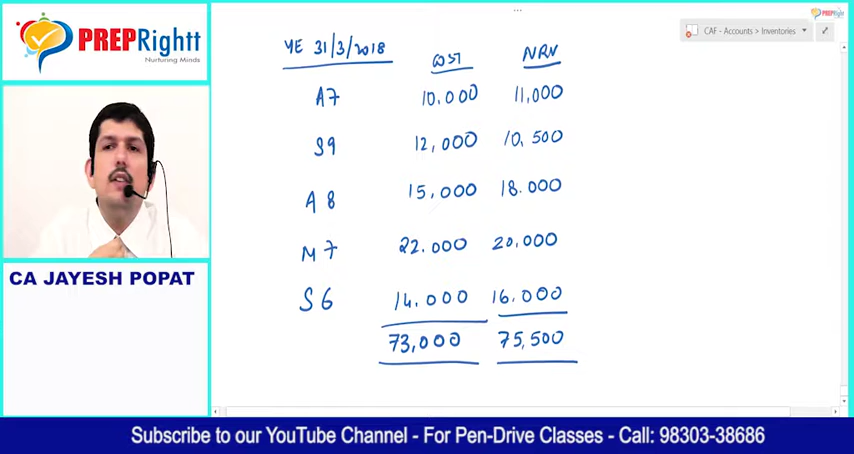 PREPRightt
Nurturing Minds
CA JAYESH POPAT
YE 31/3/2018
COST NRV
A7 10.000 11,000
S9 12,000 10,500
A8 15,000 18.000
M7 22.000 20,000
S6 14.000 16.000
73,000 75,500
CAF - Accounts > Inventories
PREPRightt
Subscribe to our YouTube Channel - For Pen-Drive Classes - Call: 98303-38686